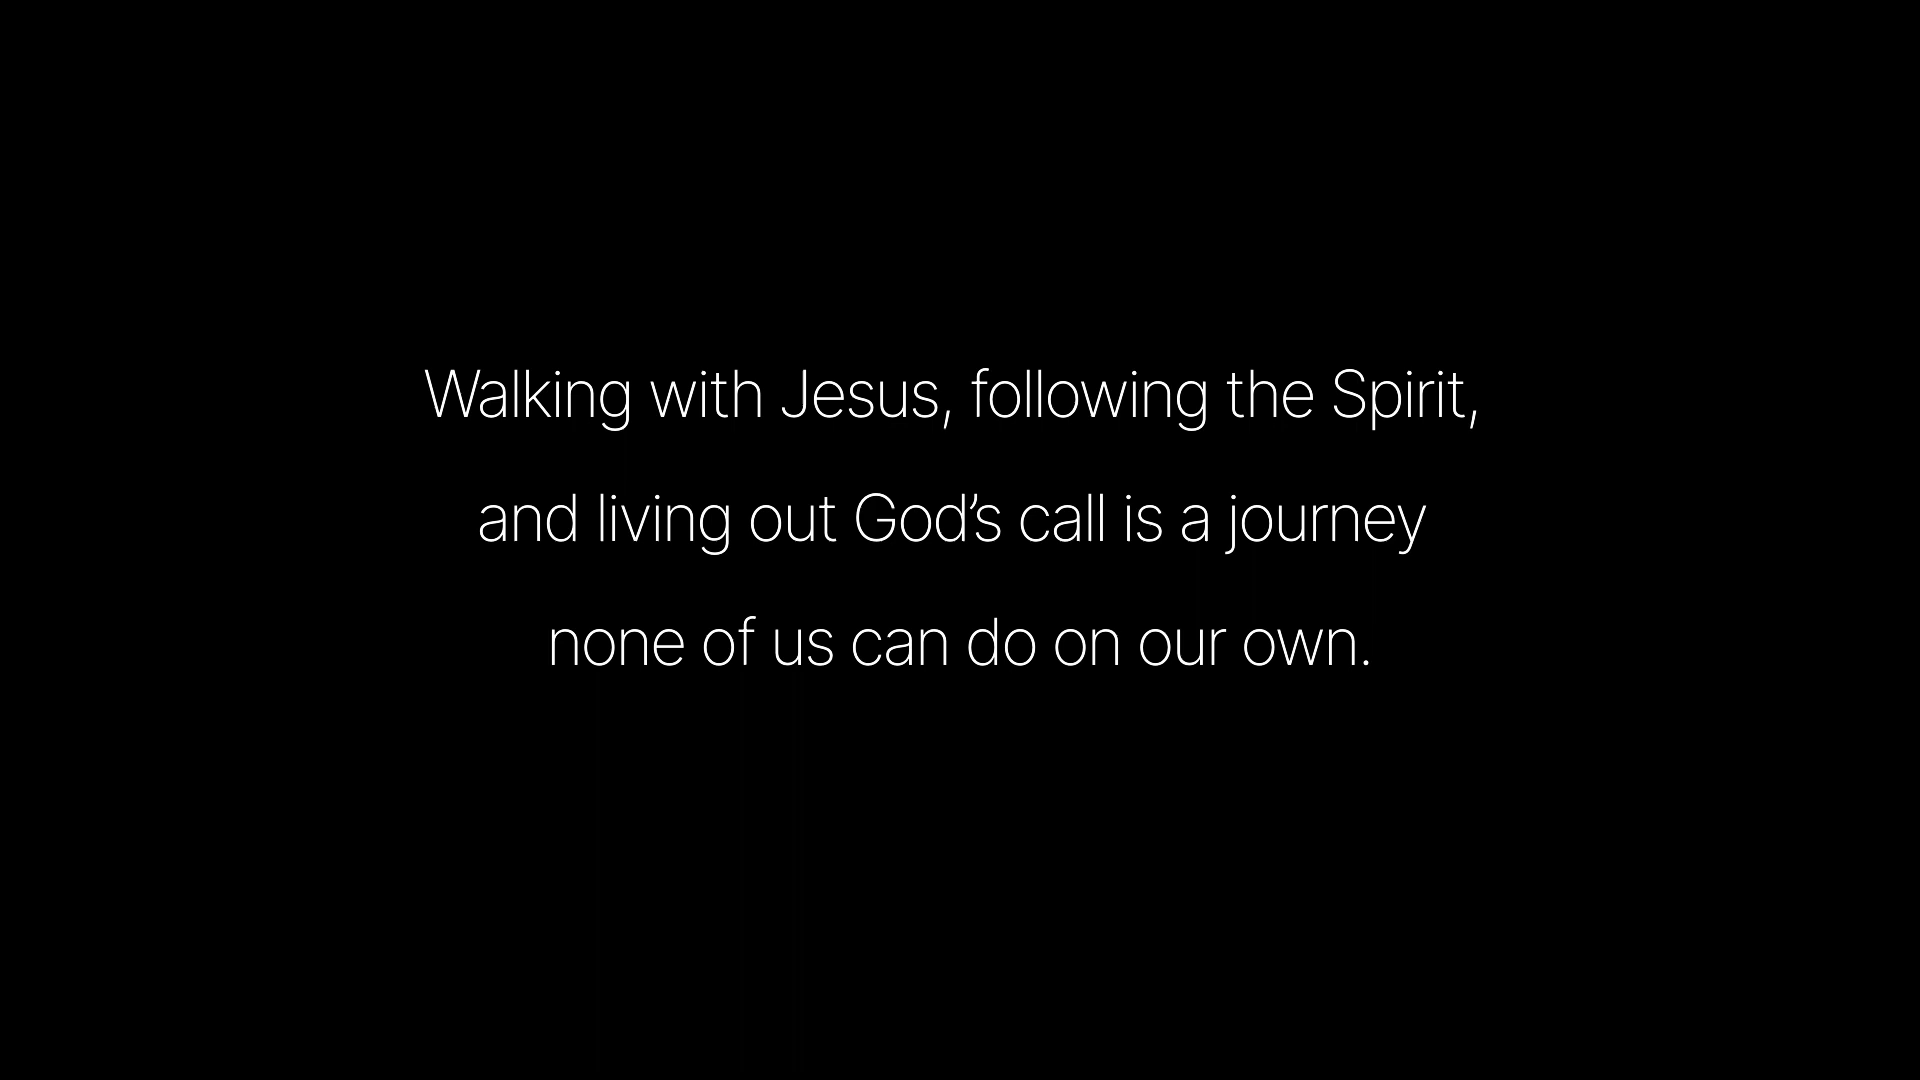 Walking with Jesus, following the Spirit,
and living out God’s call is a journey
none of us can do on our own.